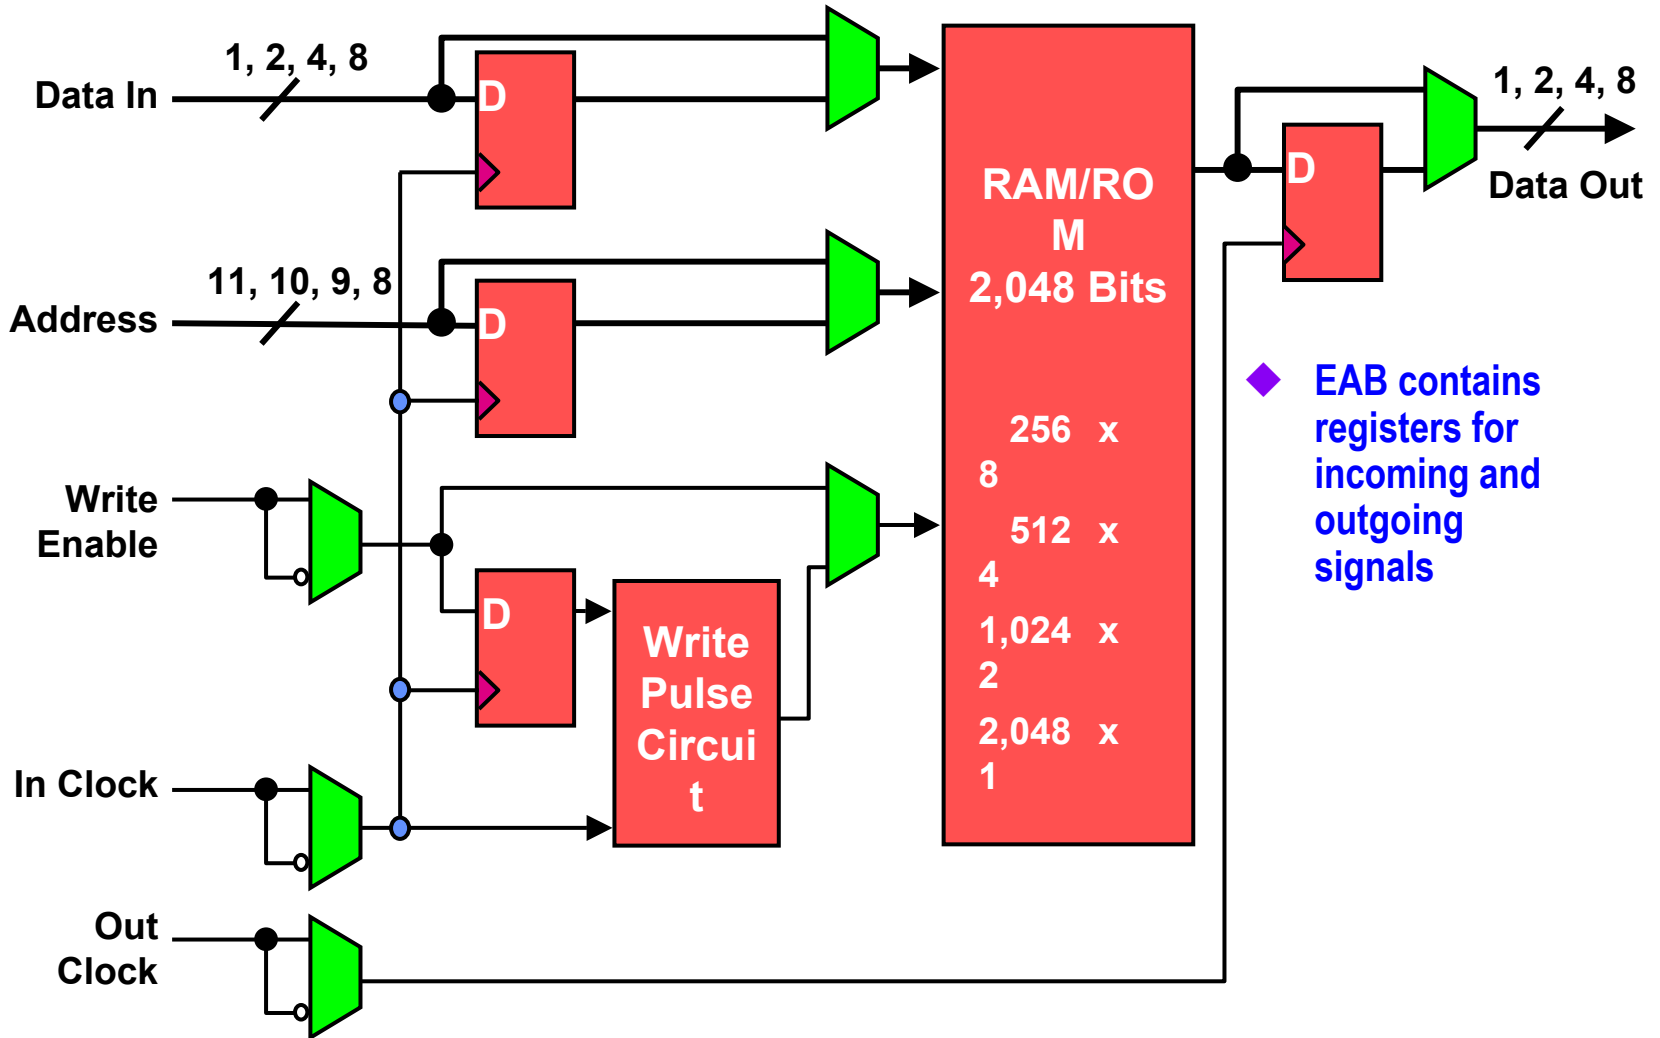 1, 2, 4, 8
Data In
D
11, 10, 9, 8
Address
D
Write
Enable
D
Write
Pulse
Circui
t
In Clock
Out
Clock
RAM/RO
M
2,048 Bits
256 x
8
512 x
4
1,024 x
2
2,048 x
1
D
1, 2, 4, 8
Data Out
EAB contains
registers for
incoming and
outgoing
signals